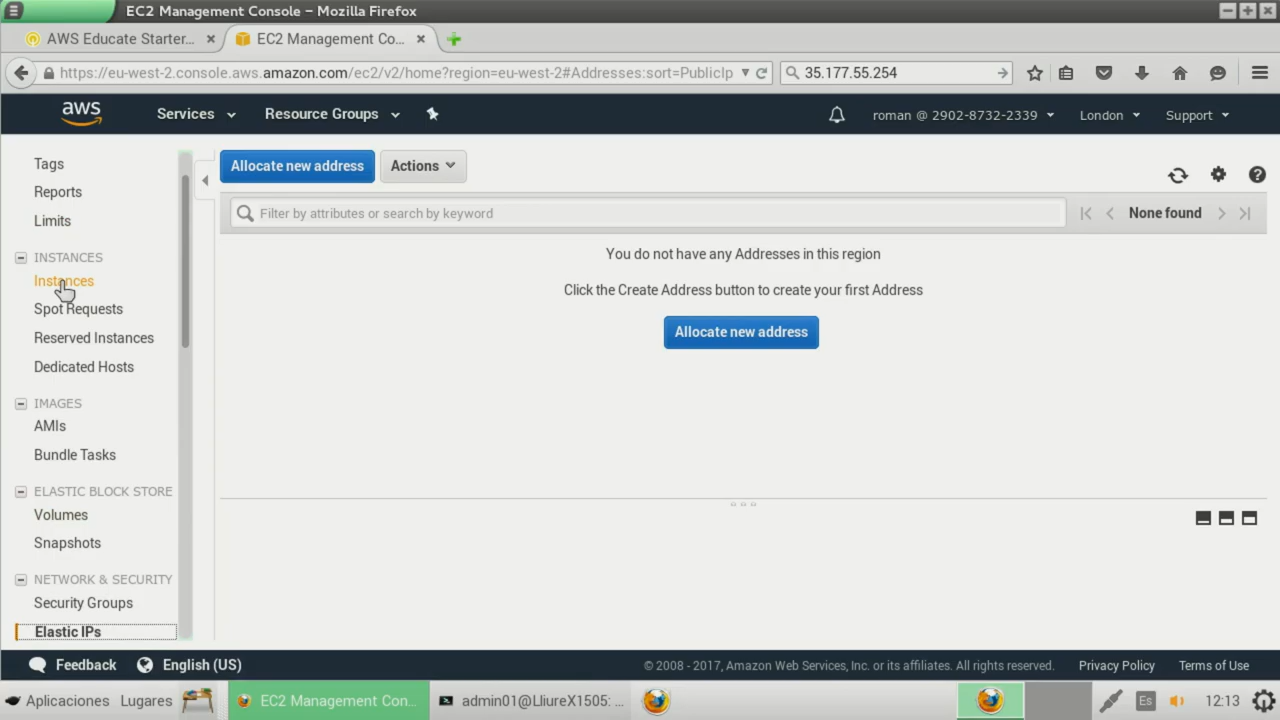 EC2 Management Console – Mozilla Firefox
AWS Educate Starter...
EC2 Management Co...
https://eu-west-2.console.aws.amazon.com/ec2/v2/home?region=eu-west-2#Addresses:sort=PublicIp
35.177.55.254
aws
Services
Resource Groups
roman @ 2902-8732-2339
London
Support
Tags
Reports
Limits
INSTANCES
Instances
Spot Requests
Reserved Instances
Dedicated Hosts
IMAGES
AMIs
Bundle Tasks
ELASTIC BLOCK STORE
Volumes
Snapshots
NETWORK & SECURITY
Security Groups
Elastic IPs
Allocate new address
Actions
Filter by attributes or search by keyword
None found
You do not have any Addresses in this region
Click the Create Address button to create your first Address
Allocate new address
Feedback
English (US)
© 2008 - 2017, Amazon Web Services, Inc. or its affiliates. All rights reserved.
Privacy Policy
Terms of Use
Aplicaciones
Lugares
EC2 Management Con...
admin01@LliureX1505: ...
Es
12:13